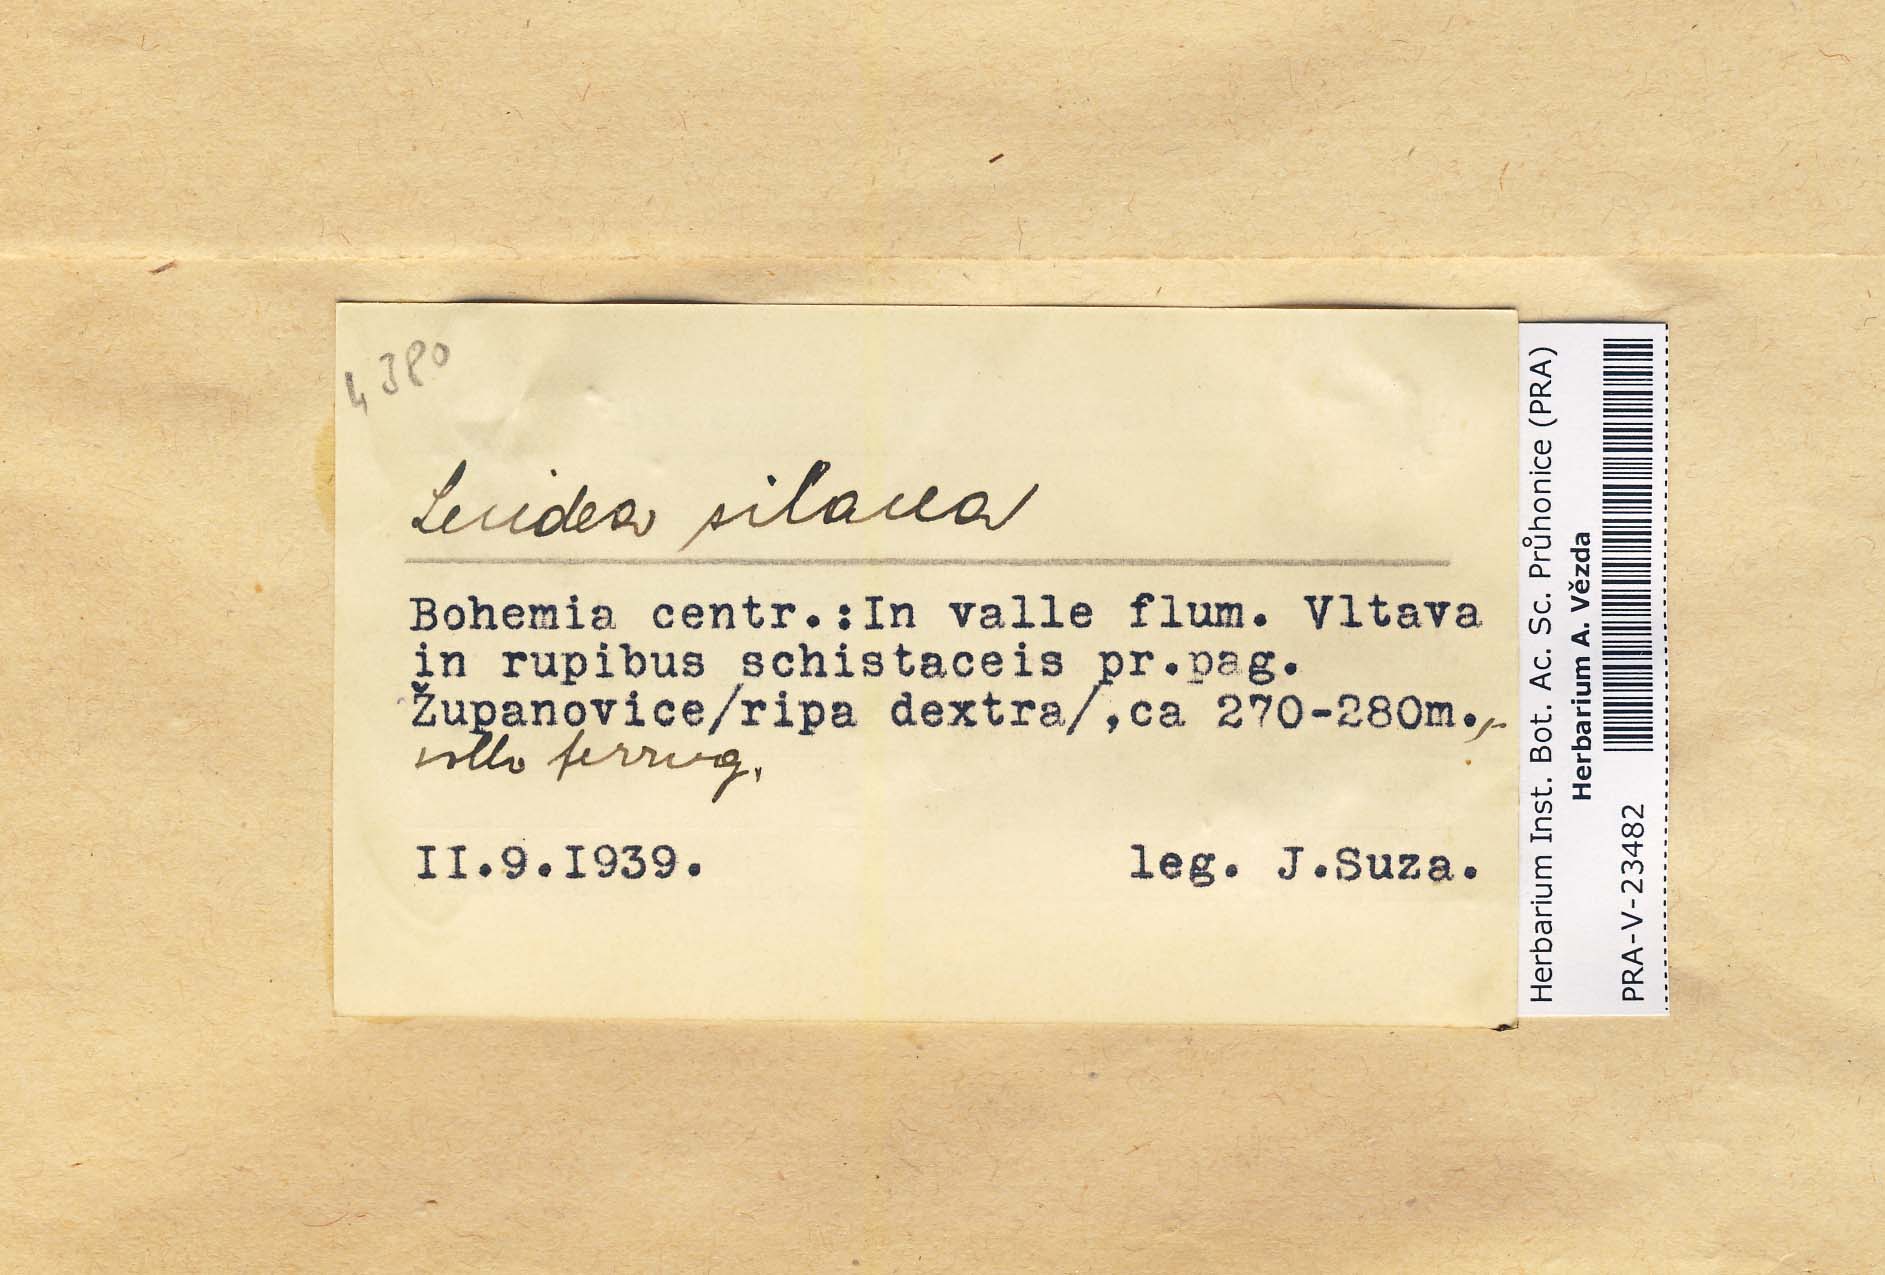 4380
Lecidea silacea
Bohemia centr.:In valle flum. Vltava
in rupibus schistaceis pr.pag.
Županovice/ripa dextra/,ca 270-280m.,
ferrug.
II.9.I939. leg. J.Suza.
Herbarium Inst. Bot. Ac. Sc. Průhonice (PRA)
Herbarium A. Vězda
PRA-V-23482